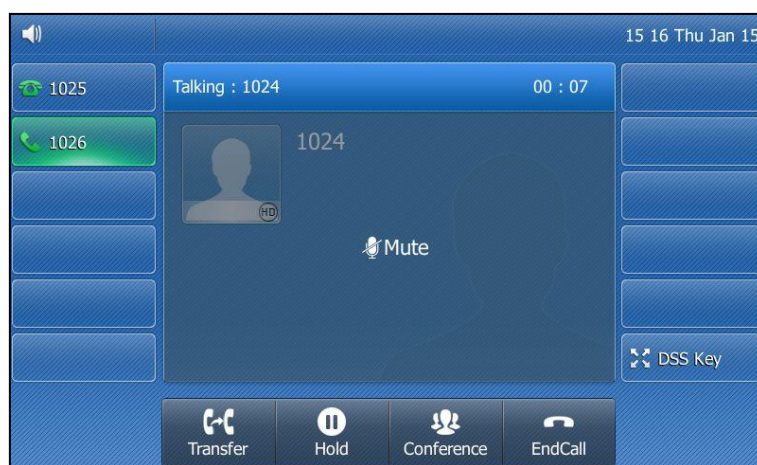 15 16 Thu Jan 15
1025
Talking : 1024
00 : 07
1026
1024
HD
Mute
DSS Key
Transfer
Hold
Conference
EndCall